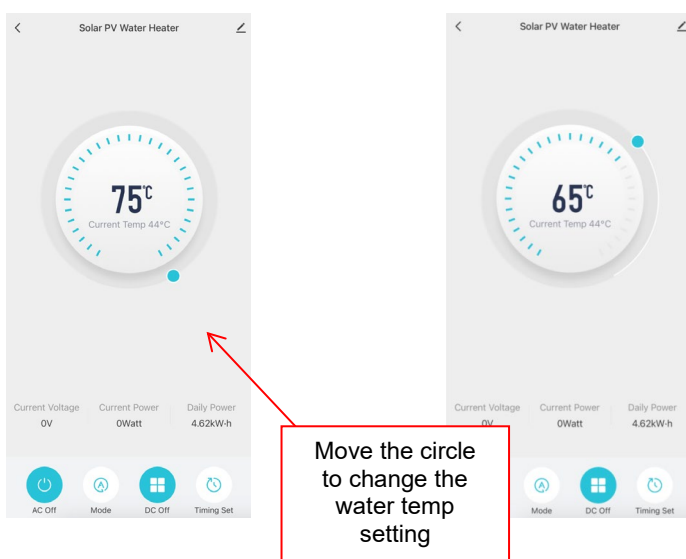 Solar PV Water Heater
75°C
Current Temp 44°C
Current Voltage Current Power Daily Power
0V 0Watt 4.62kW·h
AC Off Mode DC Off Timing Set
Solar PV Water Heater
65°C
Current Temp 44°C
Current Voltage Current Power Daily Power
0V 0Watt 4.62kW·h
Mode DC Off Timing Set
Move the circle
to change the
water temp
setting